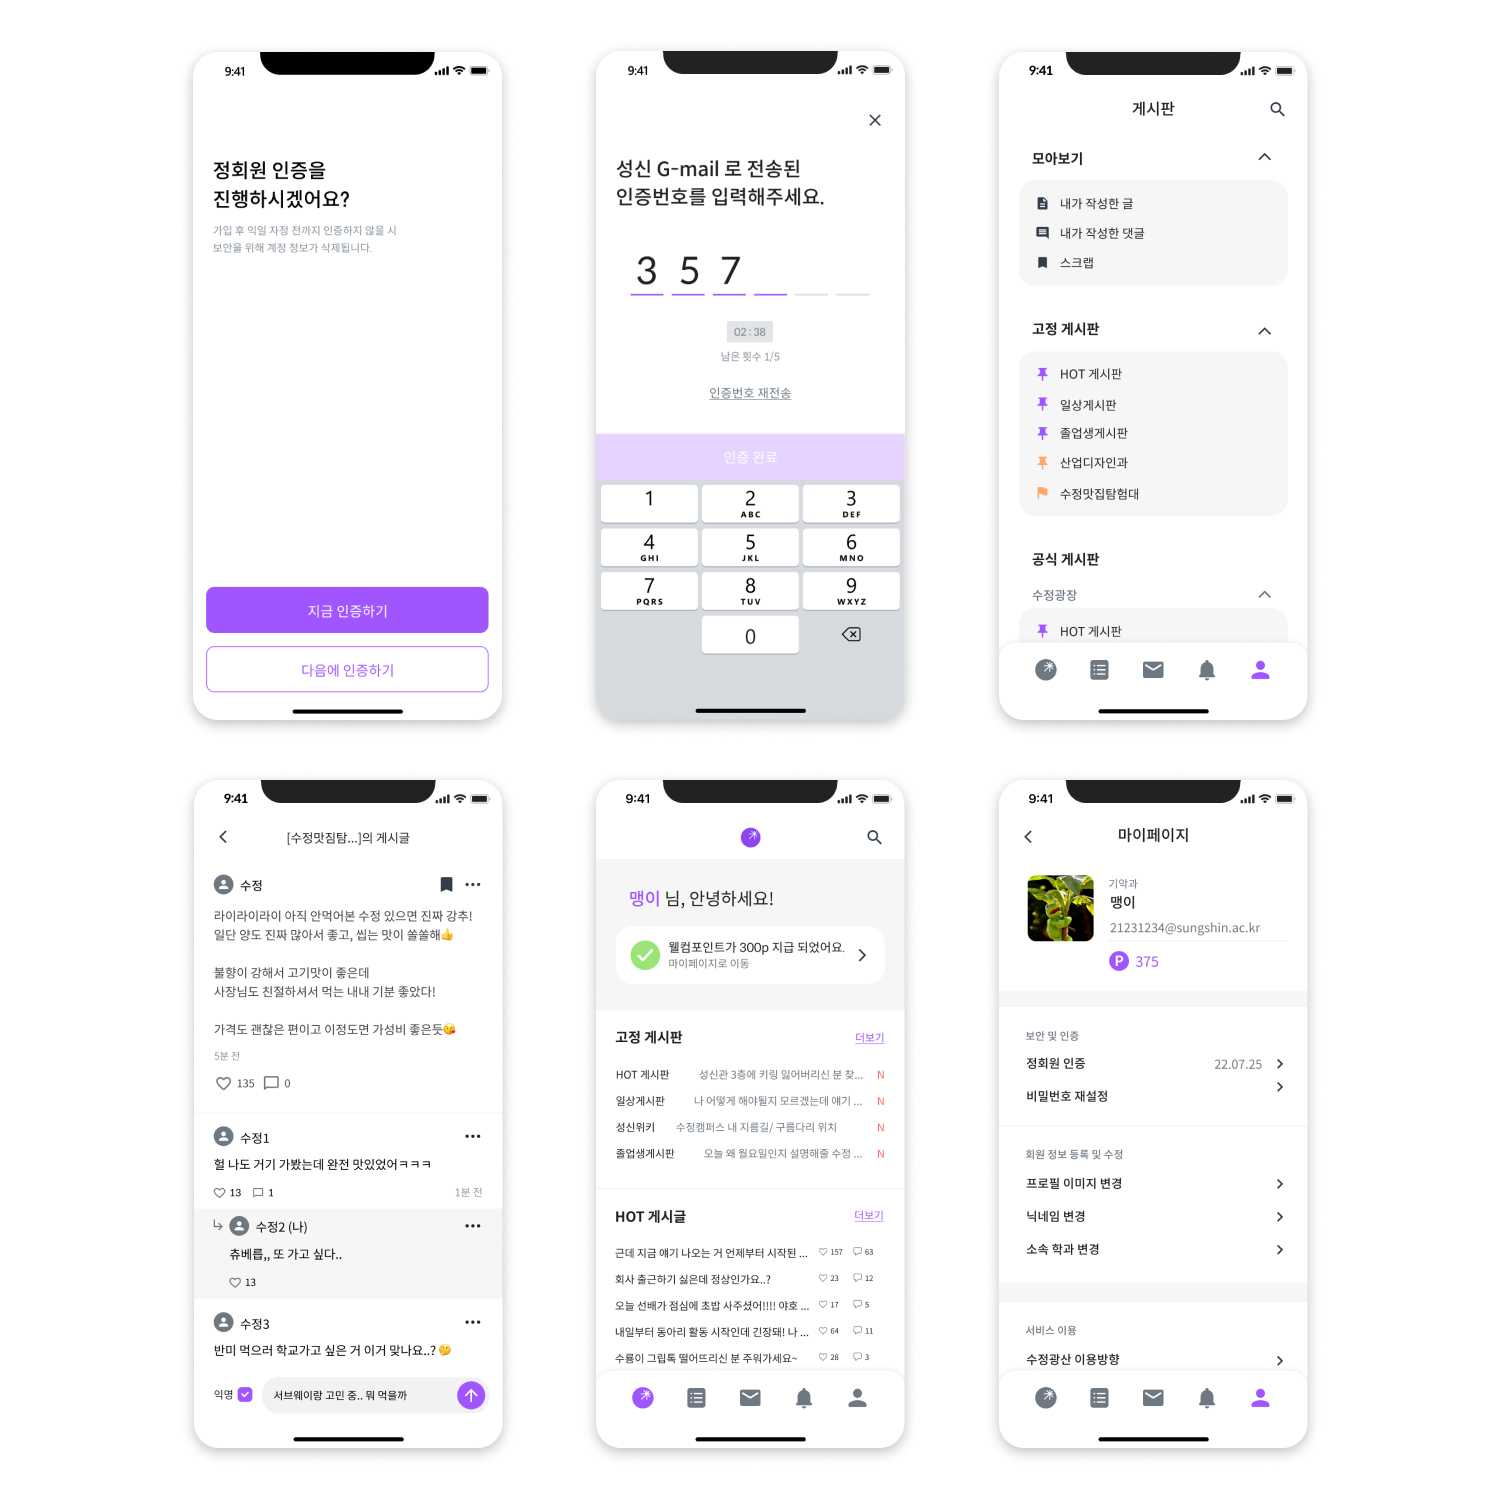 9:41
정회원 인증을
진행하시겠어요?
가입 후 익일 자정 전까지 인증하지 않을 시
보안을 위해 계정 정보가 삭제됩니다.
지금 인증하기
다음에 인증하기
9:41
성신 G-mail 로 전송된
인증번호를 입력해주세요.
3 5 7
02 : 38
남은 횟수 1/5
인증번호 재전송
인증 완료
1 2 3
ABC DEF
4 5 6
GHI JKL MNO
7 8 9
PQRS TUV WXYZ
0
9:41
게시판
모아보기
내가 작성한 글
내가 작성한 댓글
스크랩
고정 게시판
HOT 게시판
일상게시판
졸업생게시판
산업디자인과
수정맛집탐험대
공식 게시판
수정광장
HOT 게시판
9:41
[수정맛짐탐...]의 게시글
수정
라이라이라이 아직 안먹어본 수정 있으면 진짜 강추!
일단 양도 진짜 많아서 좋고, 씹는 맛이 쏠쏠해👍
불향이 강해서 고기맛이 좋은데
사장님도 친절하셔서 먹는 내내 기분 좋았다!
가격도 괜찮은 편이고 이정도면 가성비 좋은듯😘
5분 전
135 0
수정1
헐 나도 거기 가봤는데 완전 맛있었어ㅋㅋㅋ
13 1 1분 전
수정2 (나)
츄베릅,, 또 가고 싶다..
13
수정3
반미 먹으러 학교가고 싶은 거 이거 맞나요..? 🤔
익명 서브웨이랑 고민 중.. 뭐 먹을까
9:41
맹이 님, 안녕하세요!
웰컴포인트가 300p 지급 되었어요.
마이페이지로 이동
고정 게시판 더보기
HOT 게시판 성신관 3층에 키링 잃어버리신 분 찾... N
일상게시판 나 어떻게 해야될지 모르겠는데 얘기 ... N
성신위키 수정캠퍼스 내 지름길/ 구름다리 위치 N
졸업생게시판 오늘 왜 월요일인지 설명해줄 수정 ... N
HOT 게시글 더보기
근데 지금 얘기 나오는 거 언제부터 시작된 ... 157 63
회사 출근하기 싫은데 정상인가요..? 23 12
오늘 선배가 점심에 초밥 사주셨어!!!! 야호 ... 17 5
내일부터 동아리 활동 시작인데 긴장돼! 나 ... 64 11
수룡이 그립톡 떨어뜨리신 분 주워가세요~ 28 3
9:41
마이페이지
기악과
맹이
21231234@sungshin.ac.kr
P 375
보안 및 인증
정회원 인증 22.07.25
비밀번호 재설정
회원 정보 등록 및 수정
프로필 이미지 변경
닉네임 변경
소속 학과 변경
서비스 이용
수정광산 이용방향